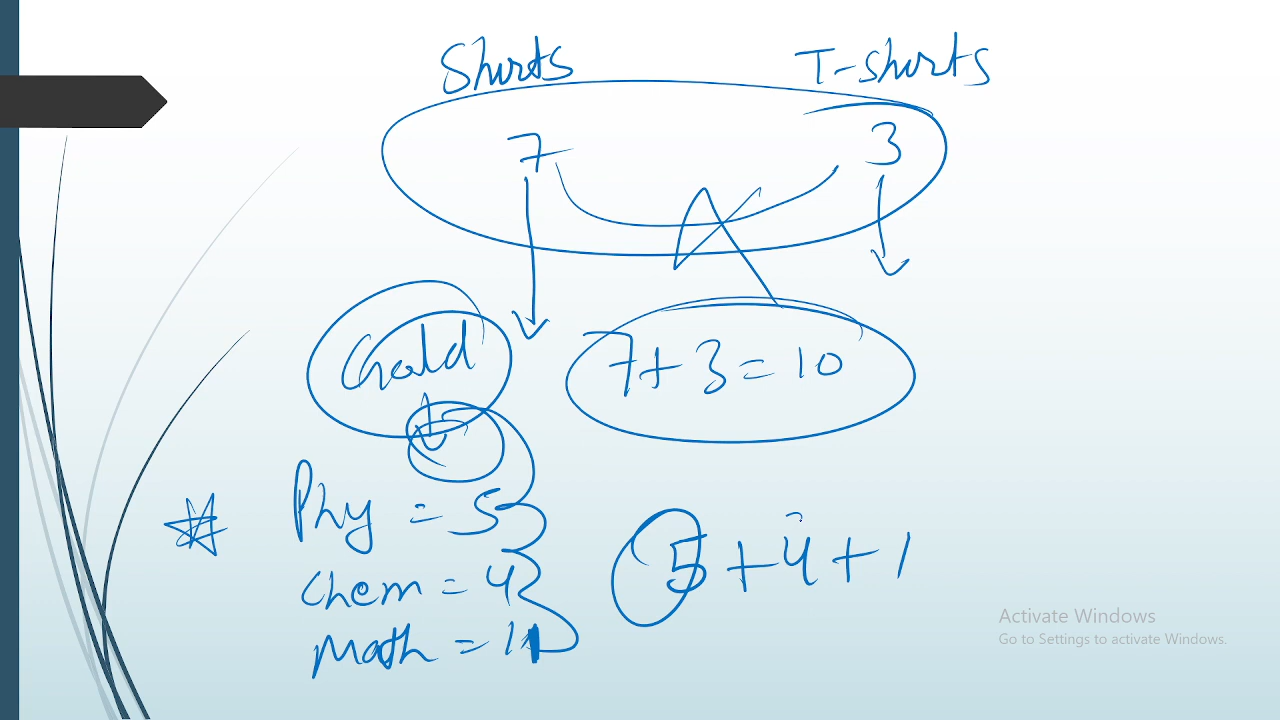 Shirts T-shirts
7 3
Gold 7+3=10
Phy = 5
Chem = 4 5+4+1
Math = 1
Activate Windows
Go to Settings to activate Windows.